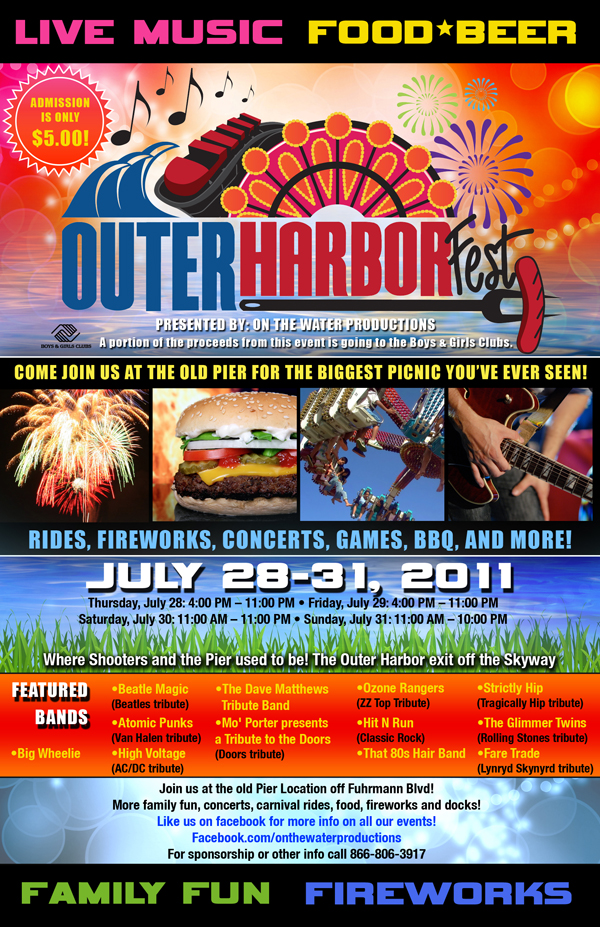 LIVE MUSIC FOOD★BEER
ADMISSION
IS ONLY
$5.00!
OUTER HARBOR Fest
PRESENTED BY: ON THE WATER PRODUCTIONS
BOYS & GIRLS CLUBS
A portion of the proceeds from this event is going to the Boys & Girls Clubs.
COME JOIN US AT THE OLD PIER FOR THE BIGGEST PICNIC YOU'VE EVER SEEN!
RIDES, FIREWORKS, CONCERTS, GAMES, BBQ, AND MORE!
JULY 28-31, 2011
Thursday, July 28: 4:00 PM – 11:00 PM • Friday, July 29: 4:00 PM – 11:00 PM
Saturday, July 30: 11:00 AM – 11:00 PM • Sunday, July 31: 11:00 AM – 10:00 PM
Where Shooters and the Pier used to be! The Outer Harbor exit off the Skyway
FEATURED
BANDS
•Big Wheelie
•Beatle Magic
(Beatles tribute)
•Atomic Punks
(Van Halen tribute)
•High Voltage
(AC/DC tribute)
•The Dave Matthews
Tribute Band
•Mo' Porter presents
a Tribute to the Doors
(Doors tribute)
•Ozone Rangers
(ZZ Top Tribute)
•Hit N Run
(Classic Rock)
•That 80s Hair Band
•Strictly Hip
(Tragically Hip tribute)
•The Glimmer Twins
(Rolling Stones tribute)
•Fare Trade
(Lynryd Skynyrd tribute)
Join us at the old Pier Location off Fuhrmann Blvd!
More family fun, concerts, carnival rides, food, fireworks and docks!
Like us on facebook for more info on all our events!
Facebook.com/onthewaterproductions
For sponsorship or other info call 866-806-3917
FAMILY FUN FIREWORKS